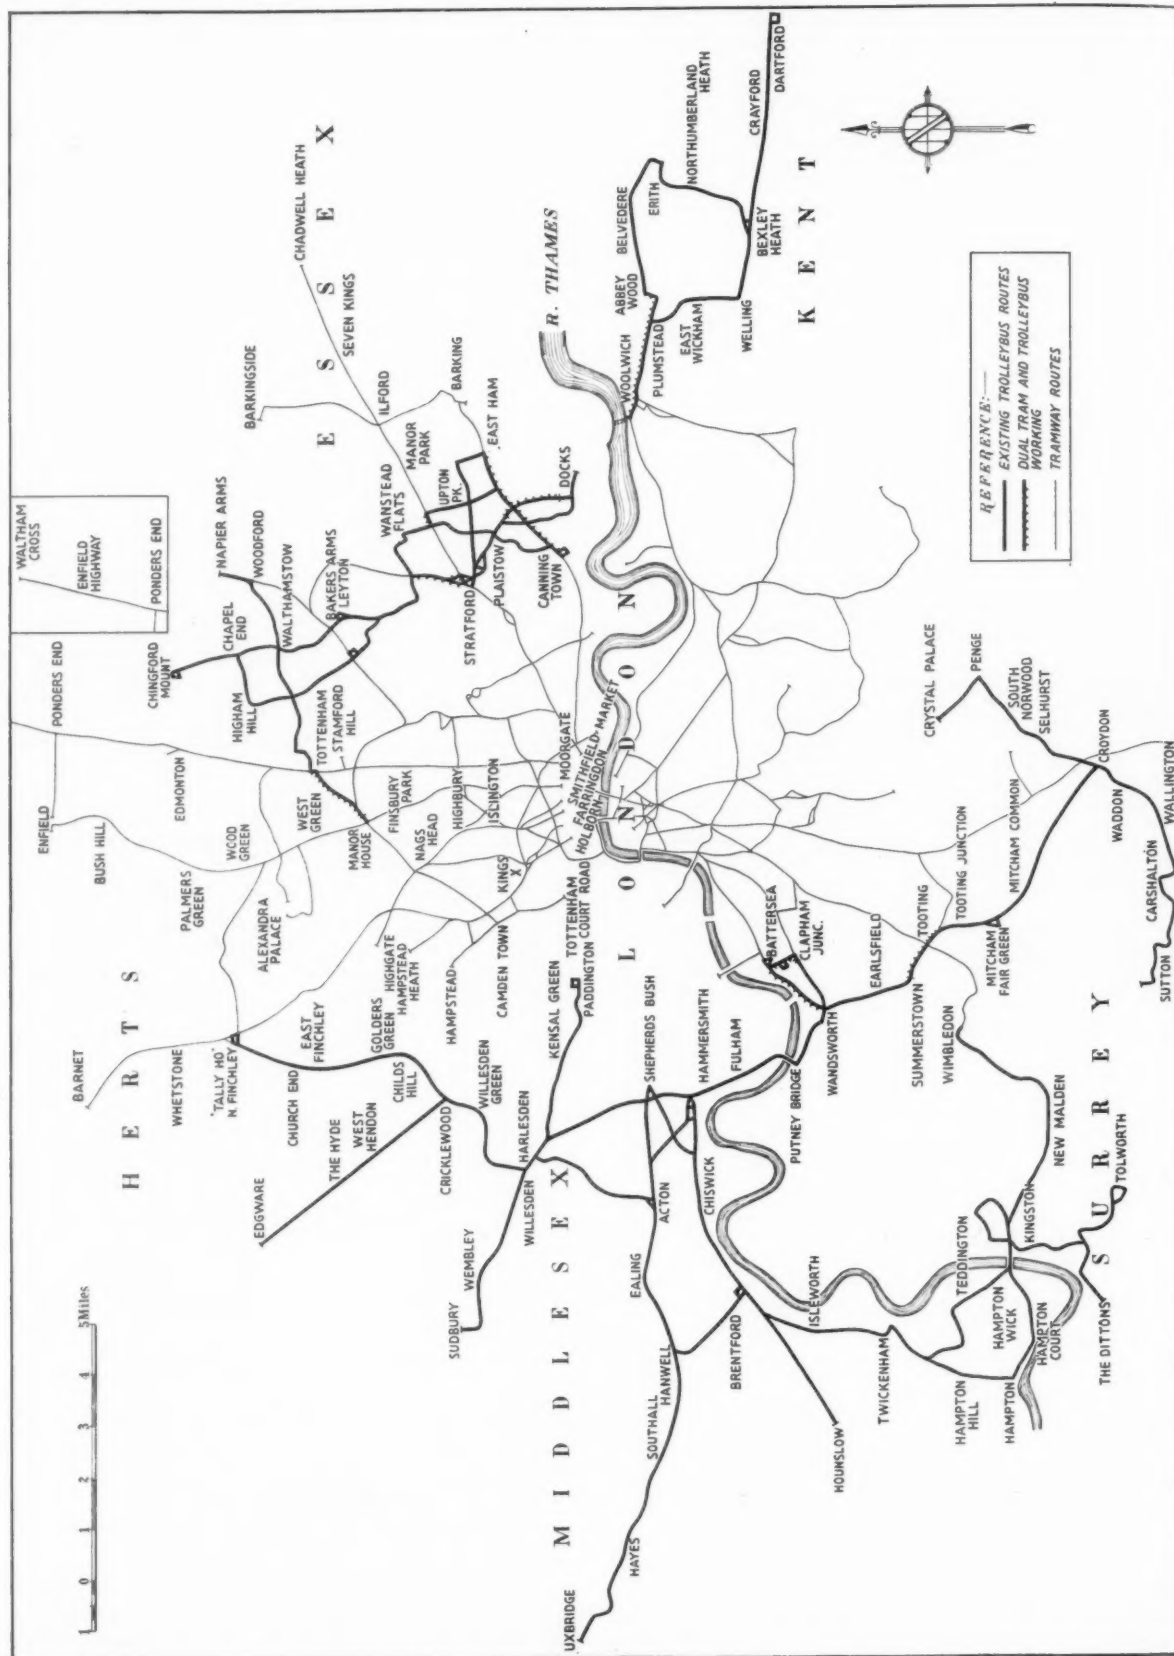 1 0 1 2 3 4 5 Miles
HERTS
ESSEX
MIDDLESEX
LONDON
SURREY
KENT
R. THAMES
WALTHAM
CROSS
ENFIELD
HIGHWAY
PONDERS END
PONDERS END
ENFIELD
BUSH HILL
EDMONTON
PALMERS
GREEN
WOOD
GREEN
ALEXANDRA
PALACE
WEST
GREEN
TOTTENHAM
STAMFORD
HILL
MANOR
HOUSE
FINSBURY
PARK
NAGS
HEAD
HIGHBURY
ISLINGTON
HIGHGATE
HAMPSTEAD
HEATH
HAMPSTEAD
CAMDEN TOWN
KINGS
X
TOTTENHAM
COURT ROAD
PADDINGTON
MOORGATE
SMITHFIELD MARKET
FARRINGDON
HOLBORN
BARNET
WHETSTONE
'TALLY HO'
N. FINCHLEY
CHURCH END
EAST
FINCHLEY
GOLDERS
GREEN
CHILDS
HILL
THE HYDE
WEST
HENDON
EDGWARE
CRICKLEWOOD
WILLESDEN
GREEN
HARLESDEN
KENSAL GREEN
WILLESDEN
WEMBLEY
SUDBURY
CHINGFORD
MOUNT
CHAPEL
END
HIGHAM
HILL
NAPIER ARMS
WOODFORD
WALTHAMSTOW
BAKERS ARMS
LEYTON
WANSTEAD
FLATS
MANOR
PARK
UPTON
PK.
STRATFORD
PLAISTOW
CANNING
TOWN
DOCKS
EAST HAM
BARKING
ILFORD
BARKINGSIDE
SEVEN KINGS
CHADWELL HEATH
UXBRIDGE
HAYES
SOUTHALL
HANWELL
EALING
ACTON
SHEPHERDS BUSH
HAMMERSMITH
CHISWICK
FULHAM
BRENTFORD
HOUNSLOW
ISLEWORTH
TWICKENHAM
PUTNEY BRIDGE
WANDSWORTH
BATTERSEA
CLAPHAM
JUNC.
EARLSFIELD
SUMMERSTOWN
TOOTING
TOOTING JUNCTION
WIMBLEDON
MITCHAM
FAIR GREEN
MITCHAM COMMON
NEW MALDEN
KINGSTON
TEDDINGTON
HAMPTON
WICK
HAMPTON
COURT
HAMPTON
HILL
HAMPTON
THE DITTONS
TOLWORTH
CRYSTAL PALACE
PENGE
SOUTH
NORWOOD
SELHURST
CROYDON
WADDON
WALLINGTON
CARSHALTON
SUTTON
WOOLWICH
PLUMSTEAD
ABBEY
WOOD
EAST
WICKHAM
WELLING
BELVEDERE
ERITH
NORTHUMBERLAND
HEATH
BEXLEY
HEATH
CRAYFORD
DARTFORD
REFERENCE:—
EXISTING TROLLEYBUS ROUTES
DUAL TRAM AND TROLLEYBUS
WORKING
TRAMWAY ROUTES